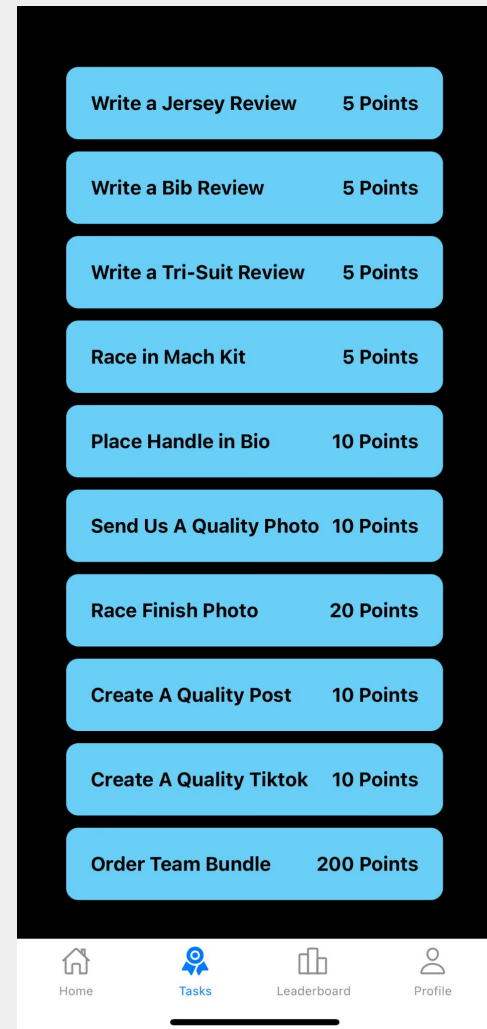 Write a Jersey Review 5 Points
Write a Bib Review 5 Points
Write a Tri-Suit Review 5 Points
Race in Mach Kit 5 Points
Place Handle in Bio 10 Points
Send Us A Quality Photo 10 Points
Race Finish Photo 20 Points
Create A Quality Post 10 Points
Create A Quality Tiktok 10 Points
Order Team Bundle 200 Points
Home Tasks Leaderboard Profile